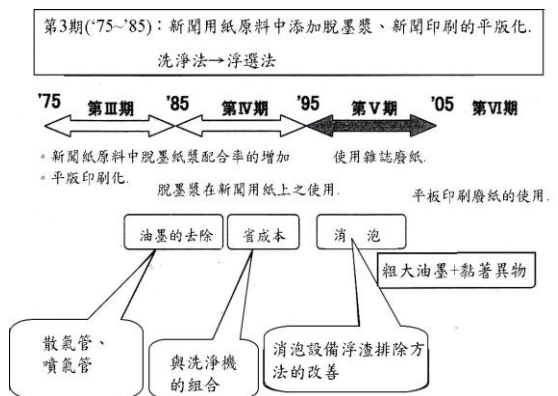 第3期('75~'85)：新聞用紙原料中添加脫墨漿、新聞印刷的平版化.
洗淨法→浮選法
'75 第Ⅲ期 '85 第Ⅳ期 '95 第Ⅴ期 '05 第Ⅵ期
◦ 新聞紙原料中脫墨紙漿配合率的增加
◦ 平版印刷化.
使用雜誌廢紙.
脫墨漿在新聞用紙上之使用.
平板印刷廢紙的使用.
油墨的去除
省成本
消 泡
粗大油墨+黏著異物
散氣管、
噴氣管
與洗淨機
的組合
消泡設備浮渣排除方
法的改善